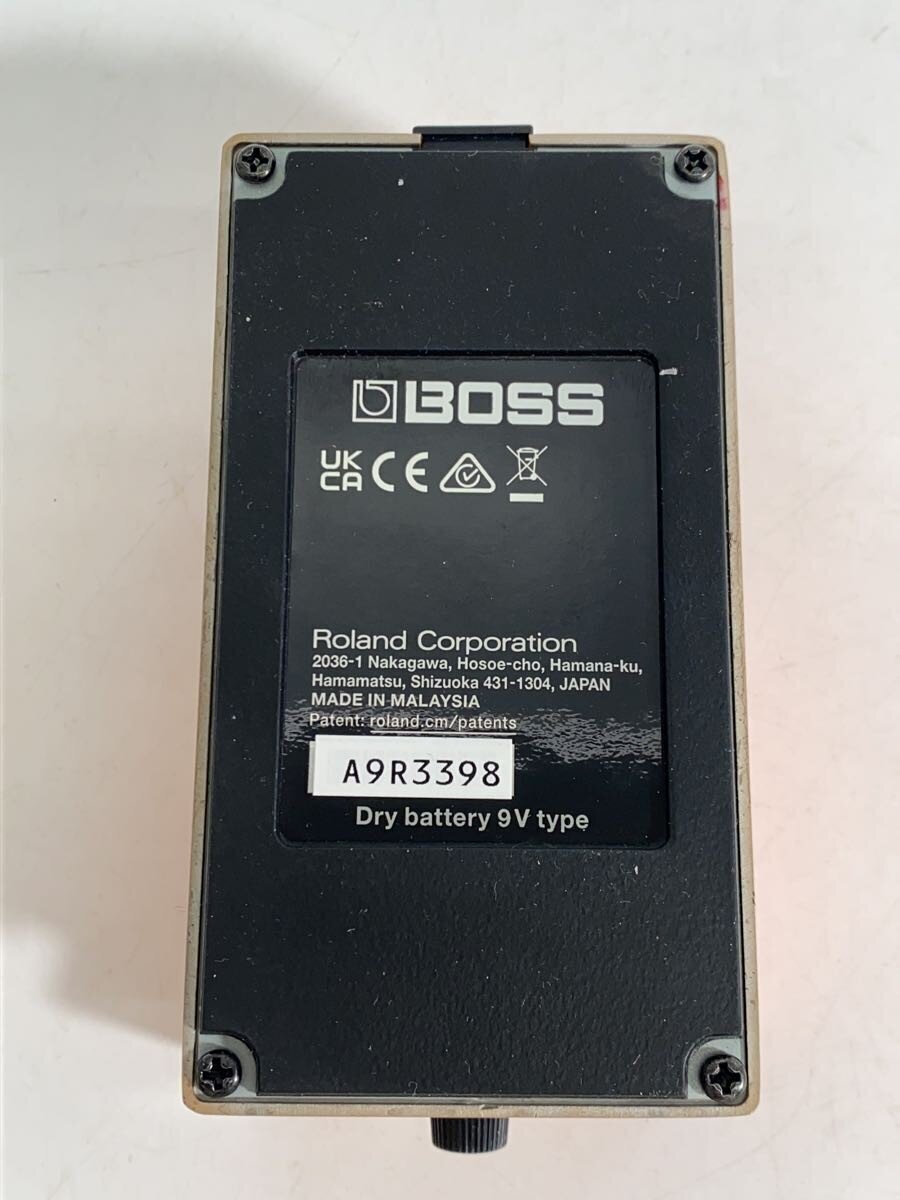 BOSS
UK
CA CE
Roland Corporation
2036-1 Nakagawa, Hosoe-cho, Hamana-ku,
Hamamatsu, Shizuoka 431-1304, JAPAN
MADE IN MALAYSIA
Patent: roland.cm/patents
A9R3398
Dry battery 9V type